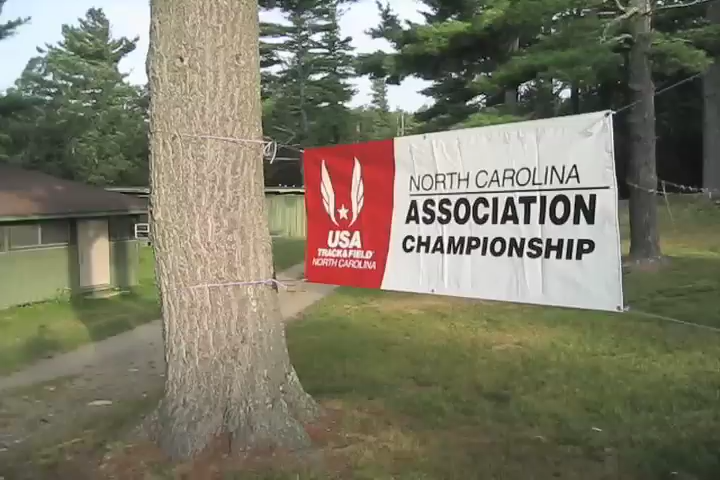 USA
TRACK&FIELD
NORTH CAROLINA
NORTH CAROLINA
ASSOCIATION
CHAMPIONSHIP